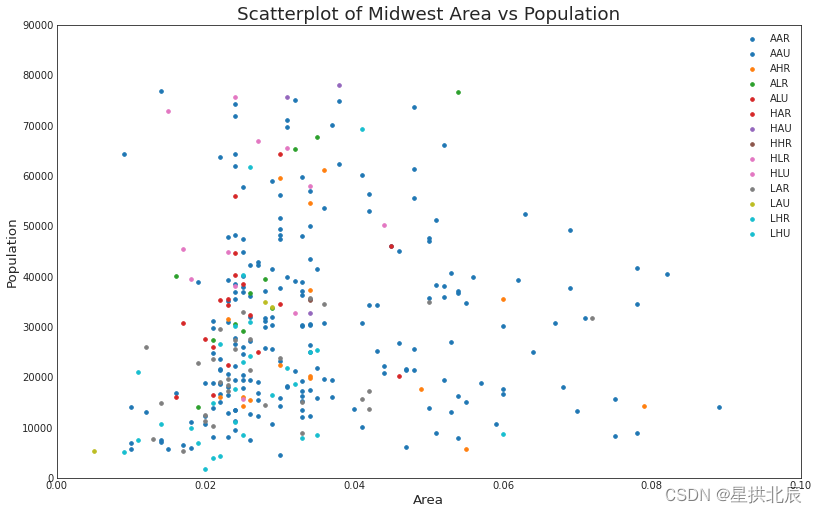 Scatterplot of Midwest Area vs Population
90000
80000
70000
60000
50000
40000
30000
20000
10000
0
Population
0.00
0.02
0.04
0.06
0.08
0.10
Area
AAR
AAU
AHR
ALR
ALU
HAR
HAU
HHR
HLR
HLU
LAR
LAU
LHR
LHU
CSDN @星拱北辰